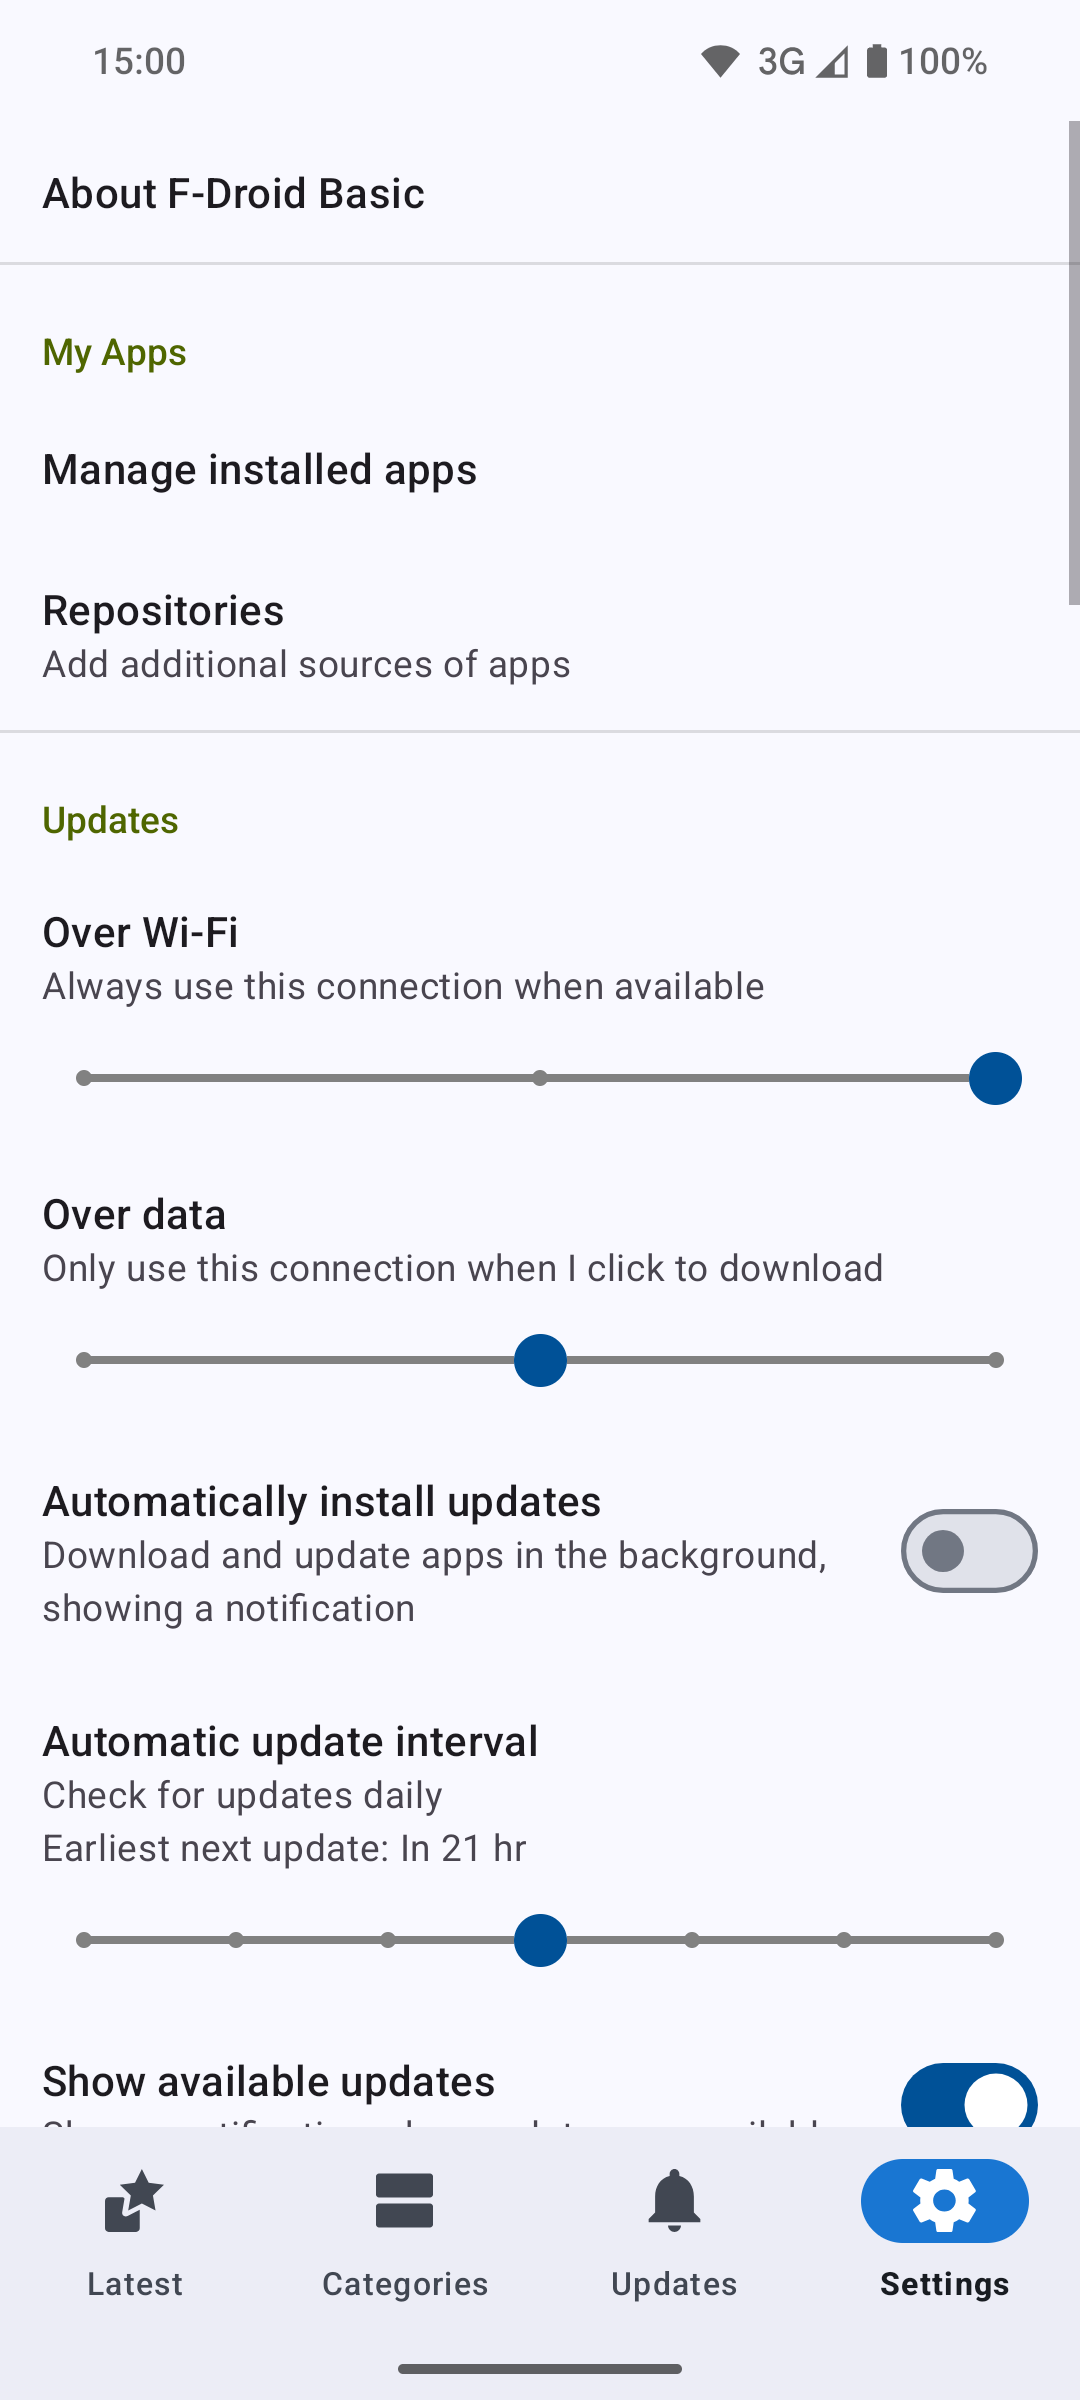 15:00
3G
100%
About F-Droid Basic
My Apps
Manage installed apps
Repositories
Add additional sources of apps
Updates
Over Wi-Fi
Always use this connection when available
Over data
Only use this connection when I click to download
Automatically install updates
Download and update apps in the background,
showing a notification
Automatic update interval
Check for updates daily
Earliest next update: In 21 hr
Show available updates
Latest
Categories
Updates
Settings